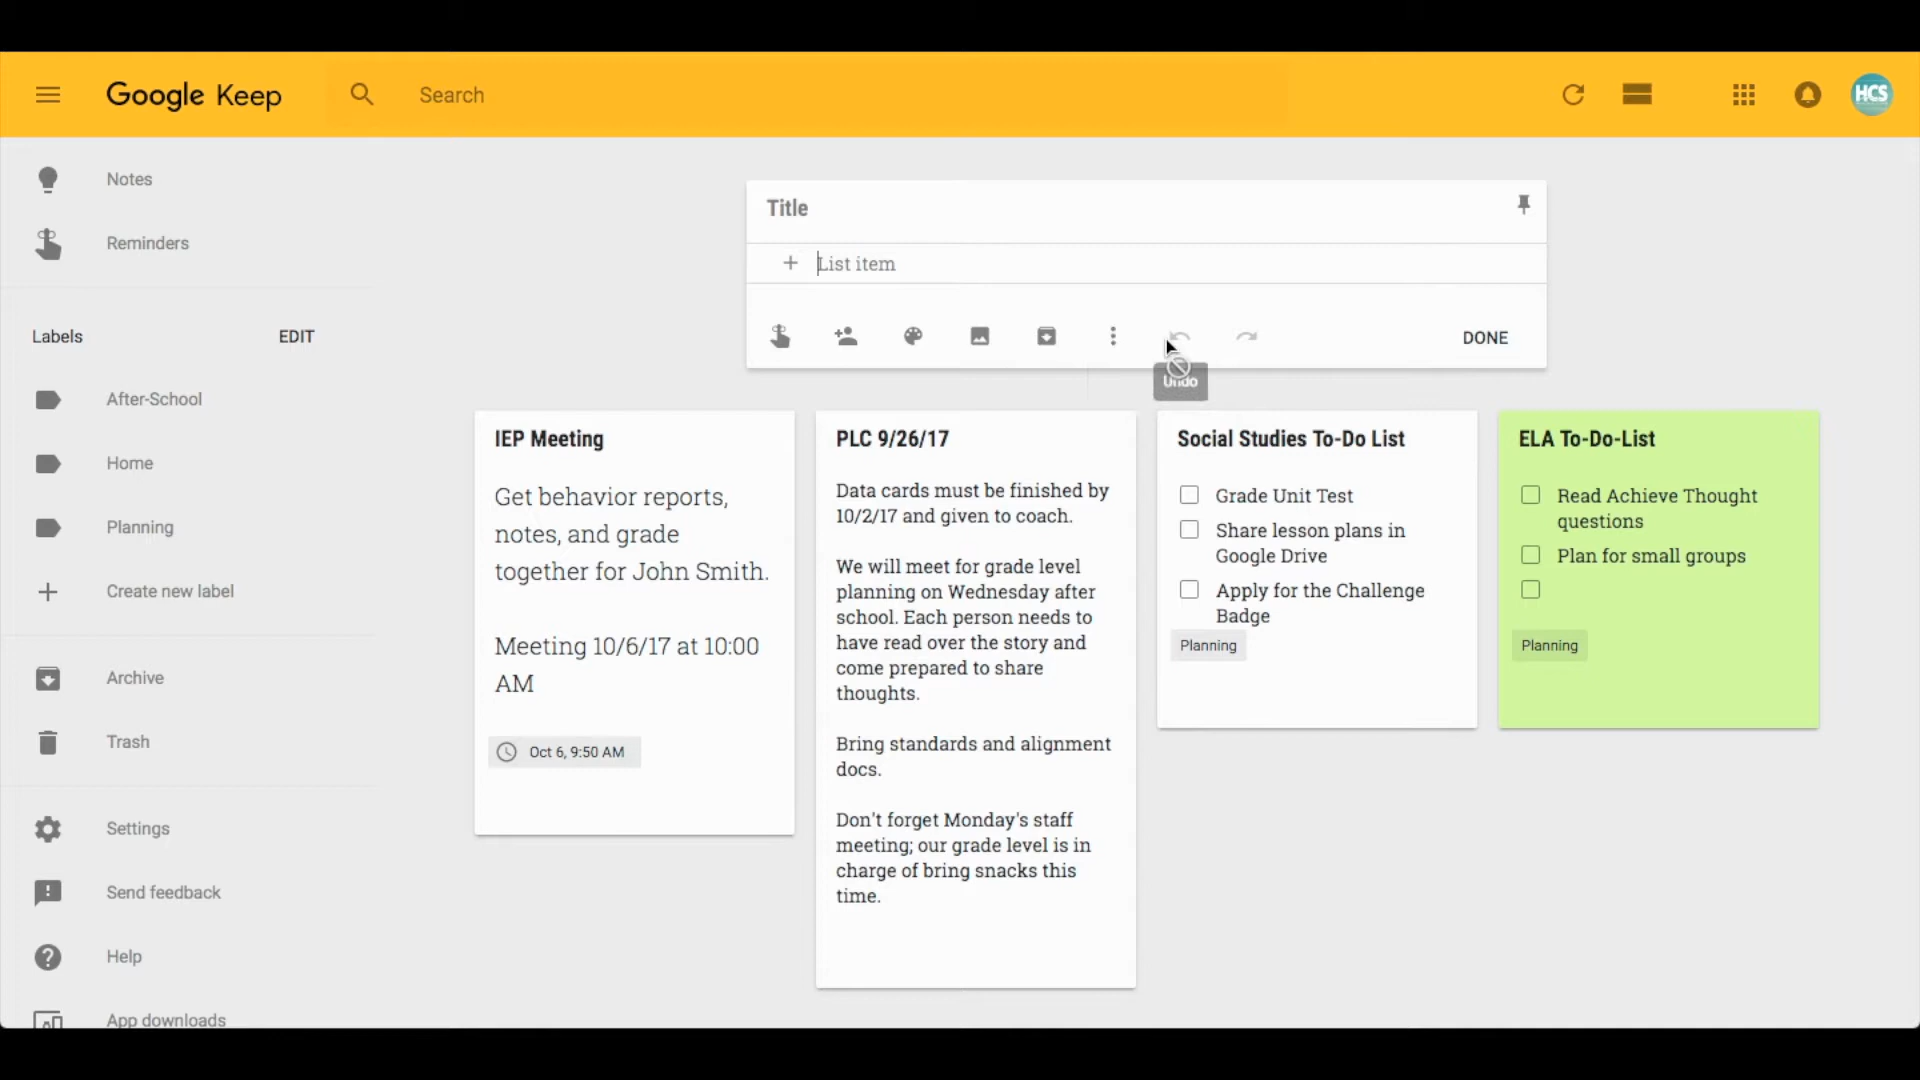 Google Keep
Search
HCS
Notes
Reminders
Labels
EDIT
After-School
Home
Planning
Create new label
Archive
Trash
Settings
Send feedback
Help
App downloads
Title
List item
DONE
Undo
IEP Meeting
Get behavior reports,
notes, and grade
together for John Smith.
Meeting 10/6/17 at 10:00
AM
Oct 6, 9:50 AM
PLC 9/26/17
Data cards must be finished by
10/2/17 and given to coach.
We will meet for grade level
planning on Wednesday after
school. Each person needs to
have read over the story and
come prepared to share
thoughts.
Bring standards and alignment
docs.
Don't forget Monday's staff
meeting; our grade level is in
charge of bring snacks this
time.
Social Studies To-Do List
Grade Unit Test
Share lesson plans in
Google Drive
Apply for the Challenge
Badge
Planning
ELA To-Do-List
Read Achieve Thought
questions
Plan for small groups
Planning